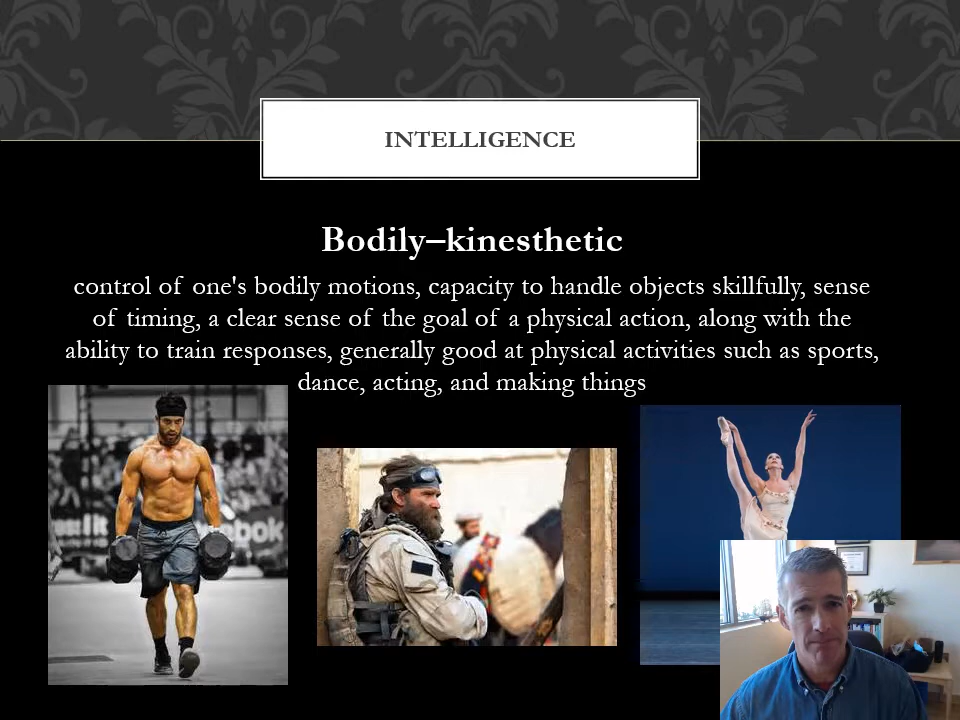 INTELLIGENCE
Bodily–kinesthetic
control of one's bodily motions, capacity to handle objects skillfully, sense
of timing, a clear sense of the goal of a physical action, along with the
ability to train responses, generally good at physical activities such as sports,
dance, acting, and making things